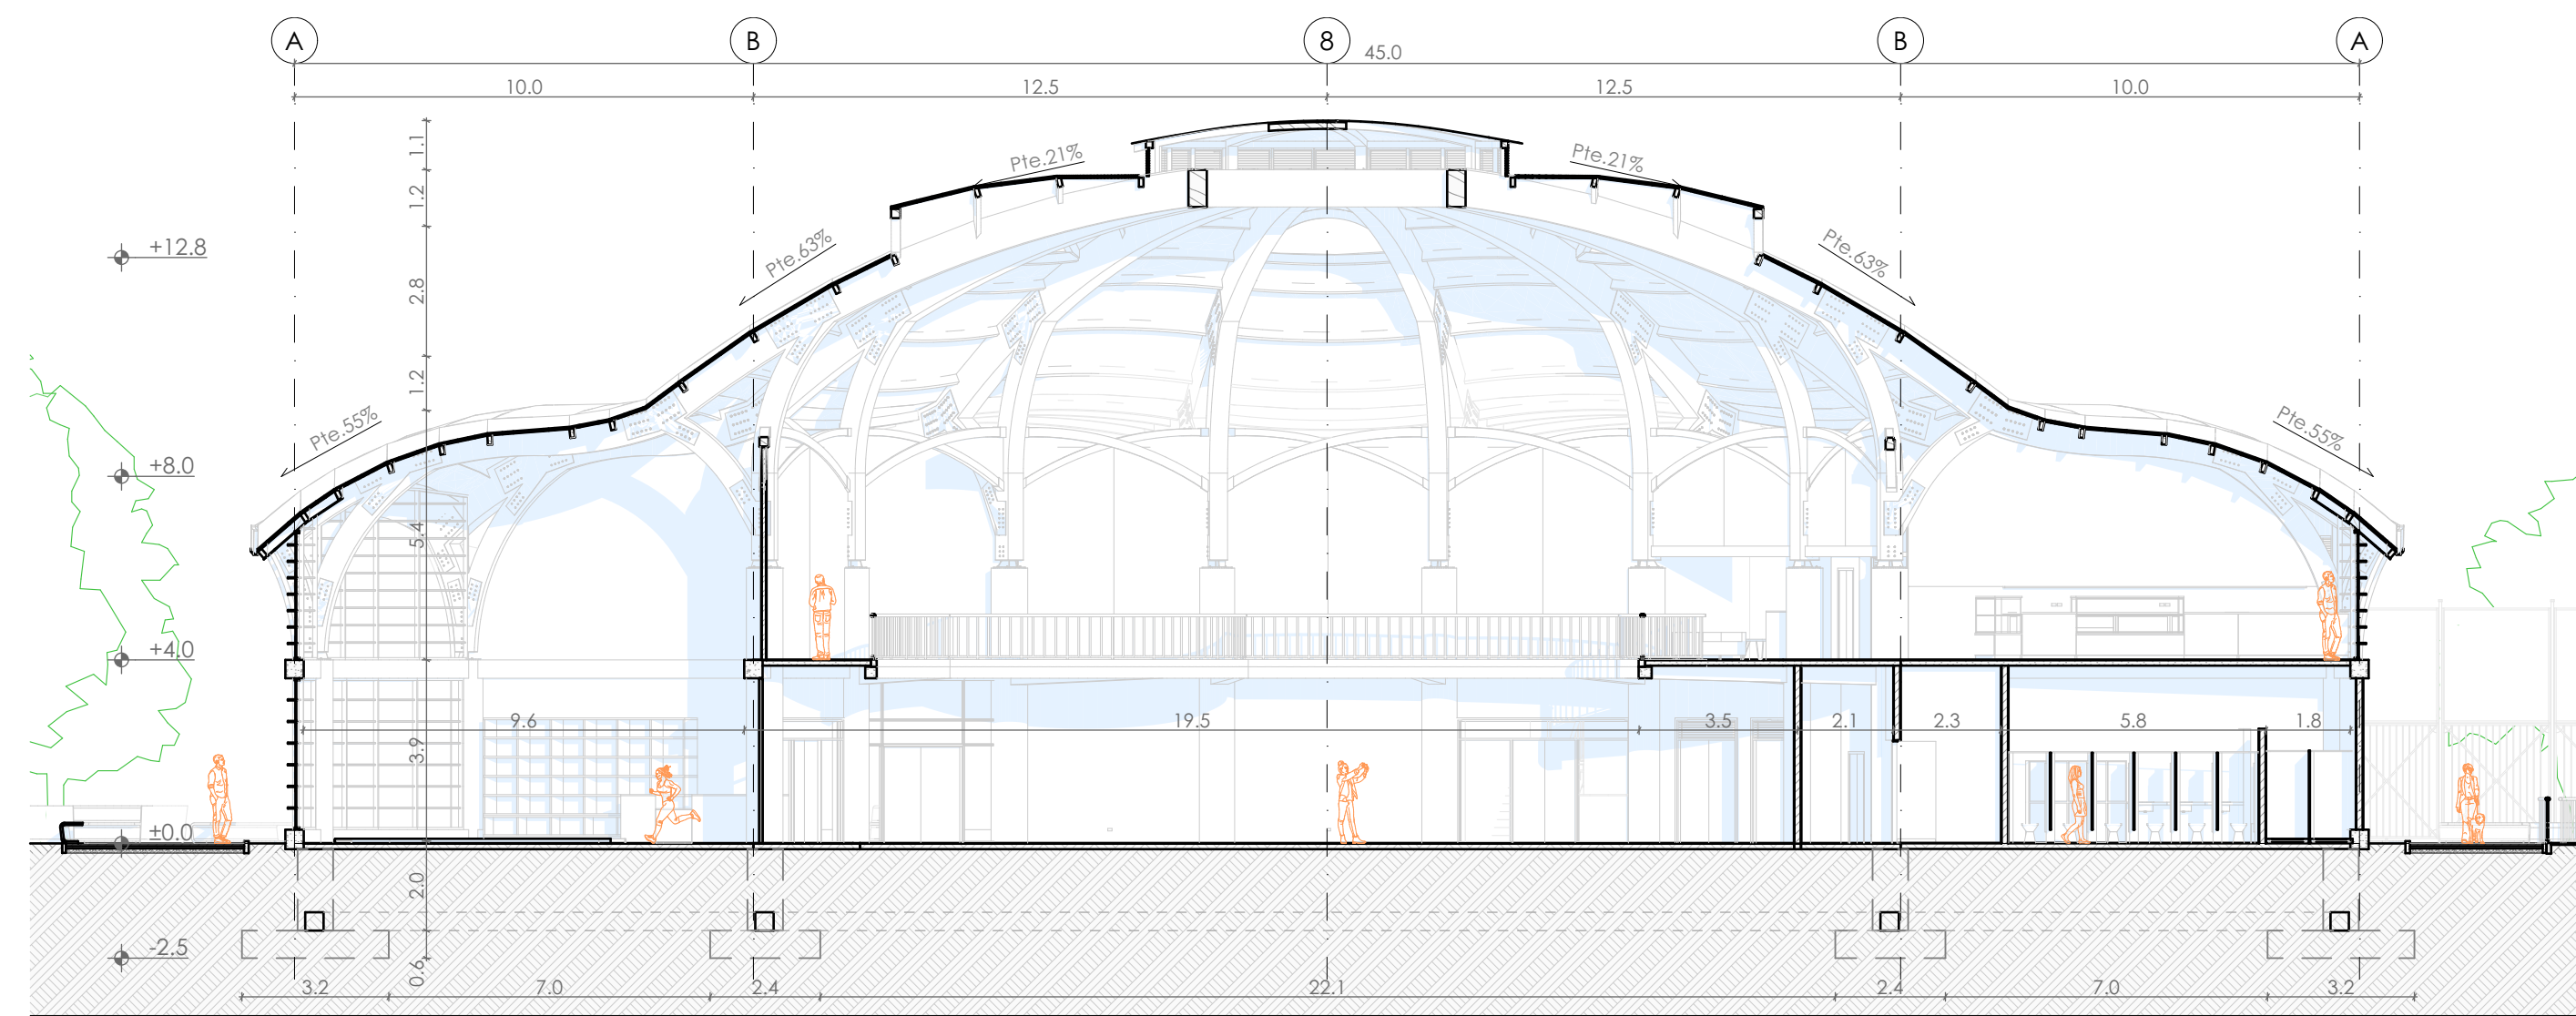 A B 8 B A
45.0
10.0 12.5 12.5 10.0
1.1
Pte.21% Pte.21%
1.2
+12.8
Pte.63% Pte.63%
2.8
1.2
Pte.55% Pte.55%
+8.0
5.4
+4.0
9.6 19.5 3.5 2.1 2.3 5.8 1.8
3.9
±0.0
2.0
-2.5
0.6
3.2 7.0 2.4 22.1 2.4 7.0 3.2